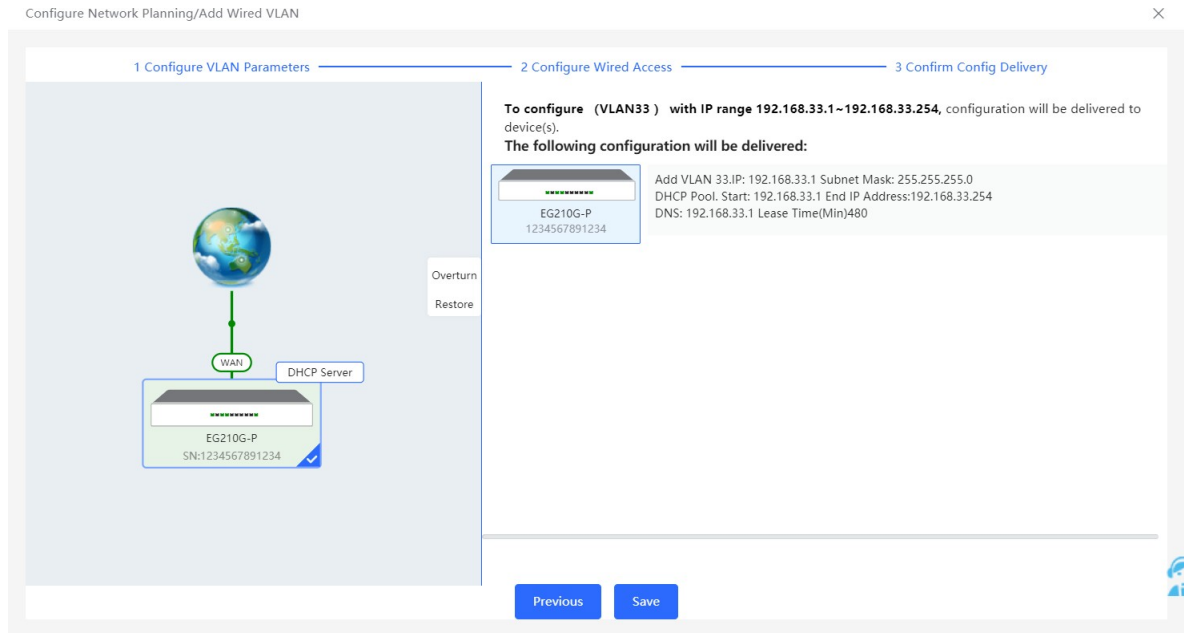 Configure Network Planning/Add Wired VLAN
1 Configure VLAN Parameters
2 Configure Wired Access
3 Confirm Config Delivery
WAN
DHCP Server
EG210G-P
SN:1234567891234
Overturn
Restore
To configure （VLAN33 ） with IP range 192.168.33.1~192.168.33.254, configuration will be delivered to
device(s).
The following configuration will be delivered:
EG210G-P
1234567891234
Add VLAN 33.IP: 192.168.33.1 Subnet Mask: 255.255.255.0
DHCP Pool. Start: 192.168.33.1 End IP Address:192.168.33.254
DNS: 192.168.33.1 Lease Time(Min)480
Previous
Save